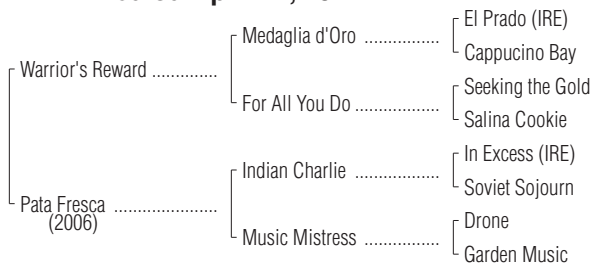 El Prado (IRE)
Medaglia d'Oro ................
Cappucino Bay
Warrior's Reward ..............
Seeking the Gold
For All You Do ..................
Salina Cookie
In Excess (IRE)
Indian Charlie ..................
Soviet Sojourn
Pata Fresca ......................
(2006)
Drone
Music Mistress ................
Garden Music